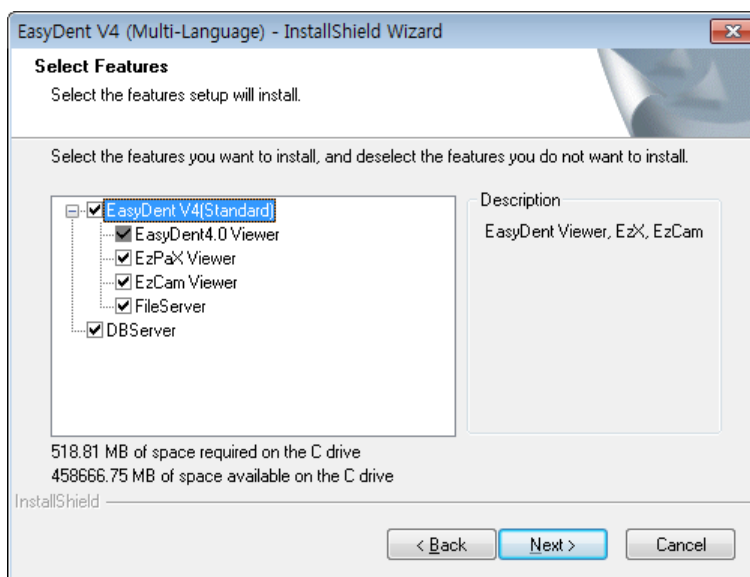 EasyDent V4 (Multi-Language) - InstallShield Wizard
Select Features
Select the features setup will install.
Select the features you want to install, and deselect the features you do not want to install.
EasyDent V4(Standard)
EasyDent4.0 Viewer
EzPaX Viewer
EzCam Viewer
FileServer
DBServer
Description
EasyDent Viewer, EzX, EzCam
518.81 MB of space required on the C drive
458666.75 MB of space available on the C drive
InstallShield
< Back
Next >
Cancel